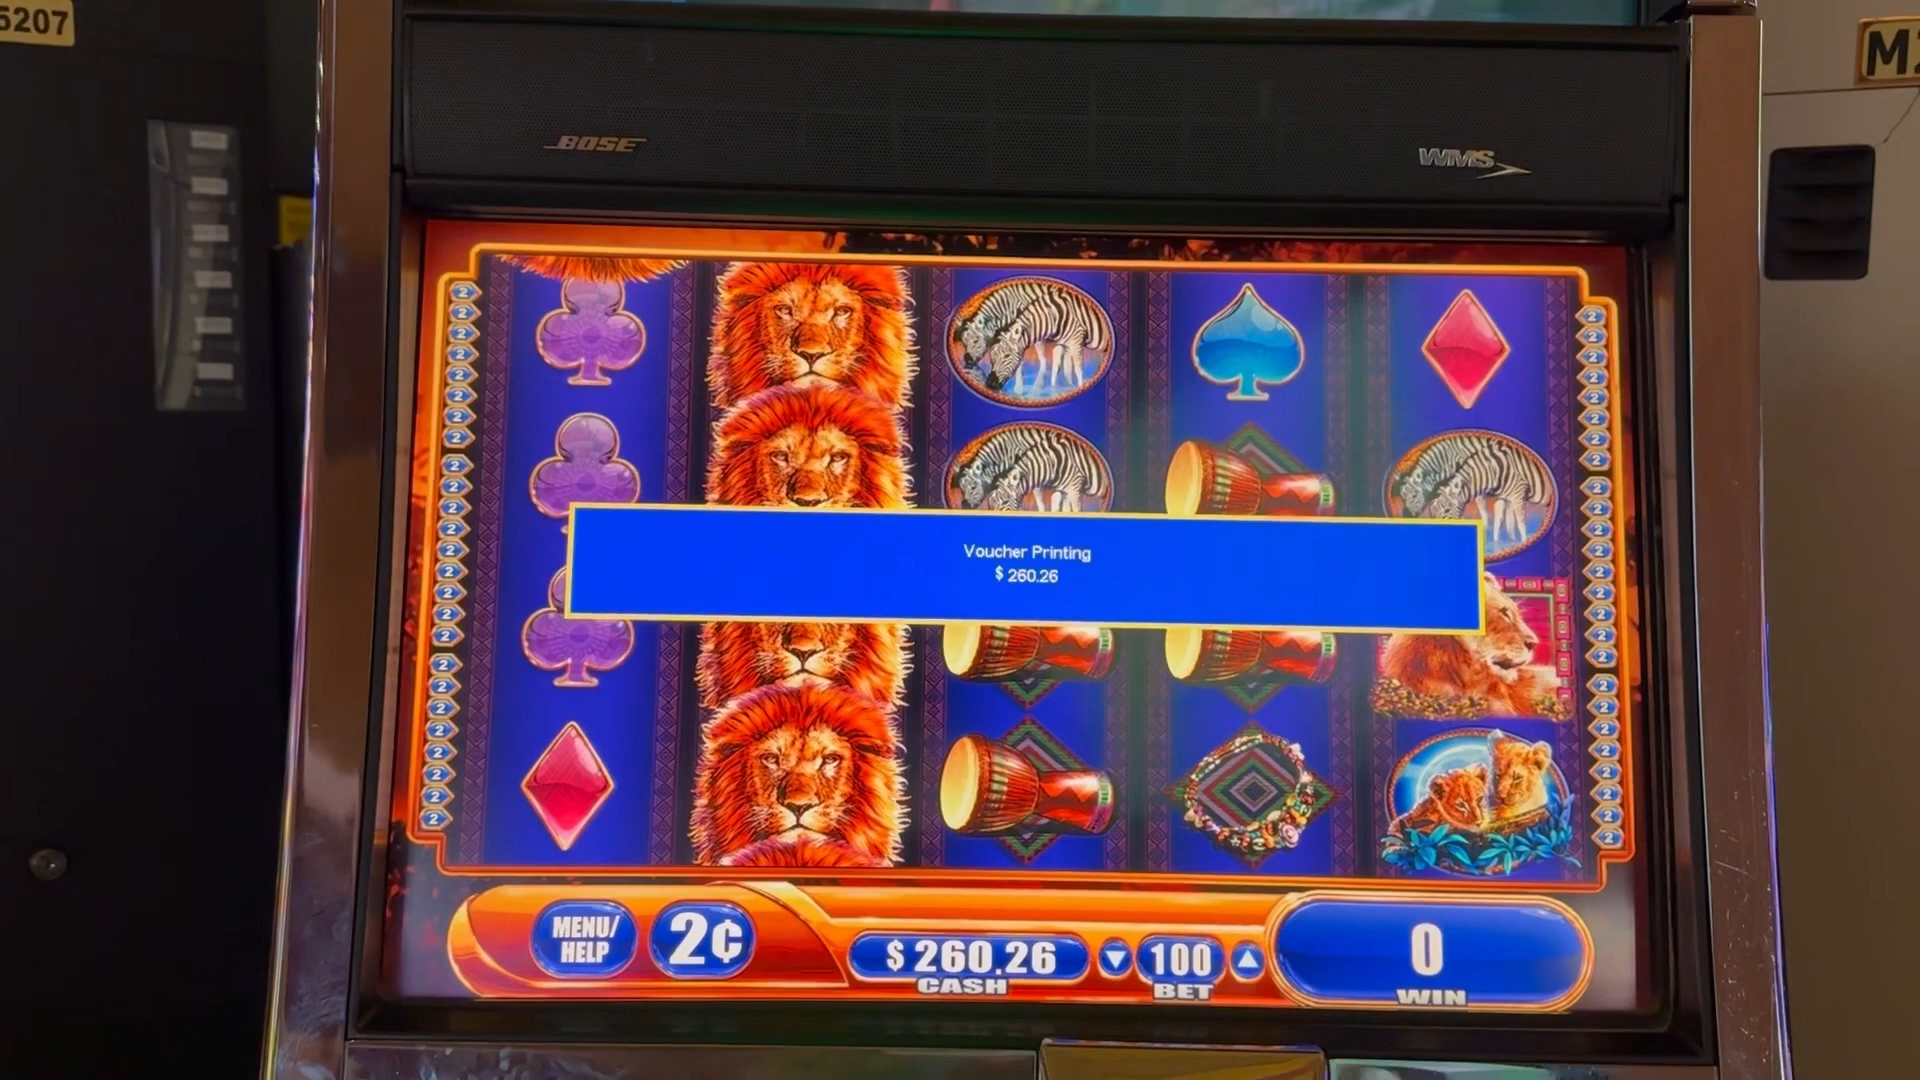 5207
M
BOSE
WMS
Voucher Printing
$ 260.26
MENU/
HELP
2¢
$ 260.26
CASH
100
BET
0
WIN